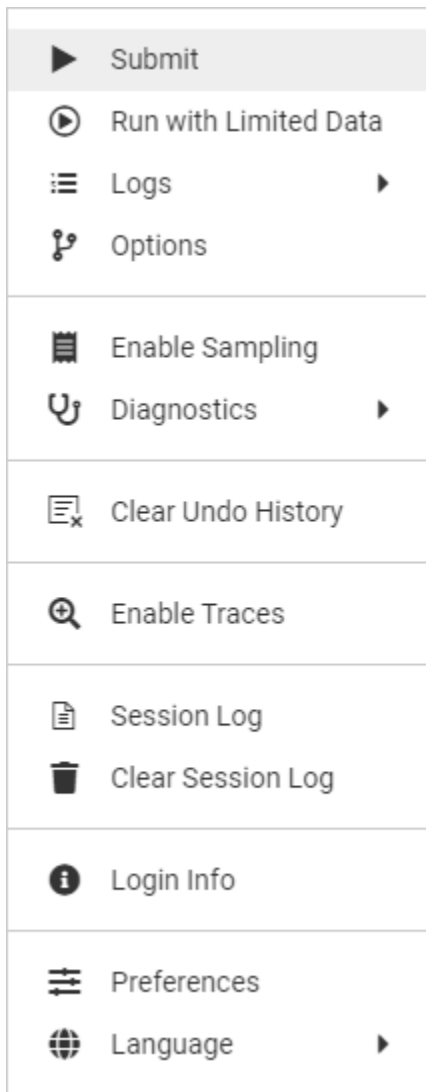 Submit
Run with Limited Data
Logs
Options
Enable Sampling
Diagnostics
Clear Undo History
Enable Traces
Session Log
Clear Session Log
Login Info
Preferences
Language